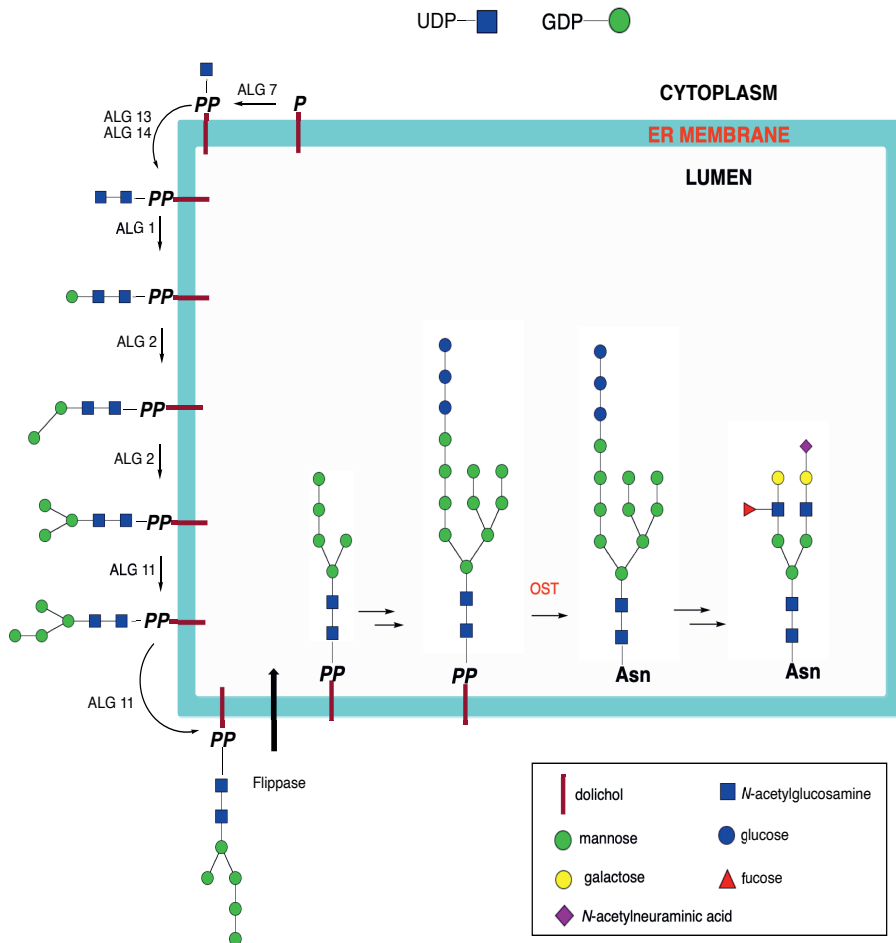 UDP
GDP
ALG 7
PP
P
CYTOPLASM
ALG 13
ALG 14
ER MEMBRANE
LUMEN
PP
ALG 1
PP
ALG 2
PP
ALG 2
PP
ALG 11
OST
PP
PP
PP
Asn
Asn
ALG 11
PP
Flippase
dolichol
N-acetylglucosamine
mannose
glucose
galactose
fucose
N-acetylneuraminic acid